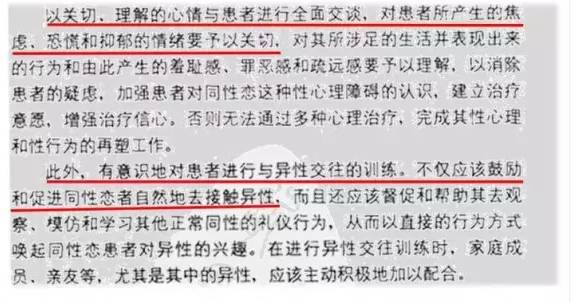 以关切、理解的心情与患者进行全面交谈，对患者所产生的焦
虑、恐慌和抑郁的情绪要予以关切，对其所涉足的生活并表现出来
的行为和由此产生的羞耻感、罪恶感和疏远感要予以理解，以消除
患者的疑虑，加强患者对同性恋这种性心理障碍的认识，建立治疗
意愿，增强治疗信心。否则无法通过多种心理治疗，完成其性心理
和性行为的再塑工作。
此外，有意识地对患者进行与异性交往的训练。不仅应该鼓励
和促进同性恋者自然地去接触异性，而且还应该督促和帮助其去观
察、模仿和学习其他正常同性的礼仪行为，从而以直接的行为方式
唤起同性恋患者对异性的兴趣。在进行异性交往训练时，家庭成
员、亲友等，尤其是其中的异性，应该主动积极地加以配合。